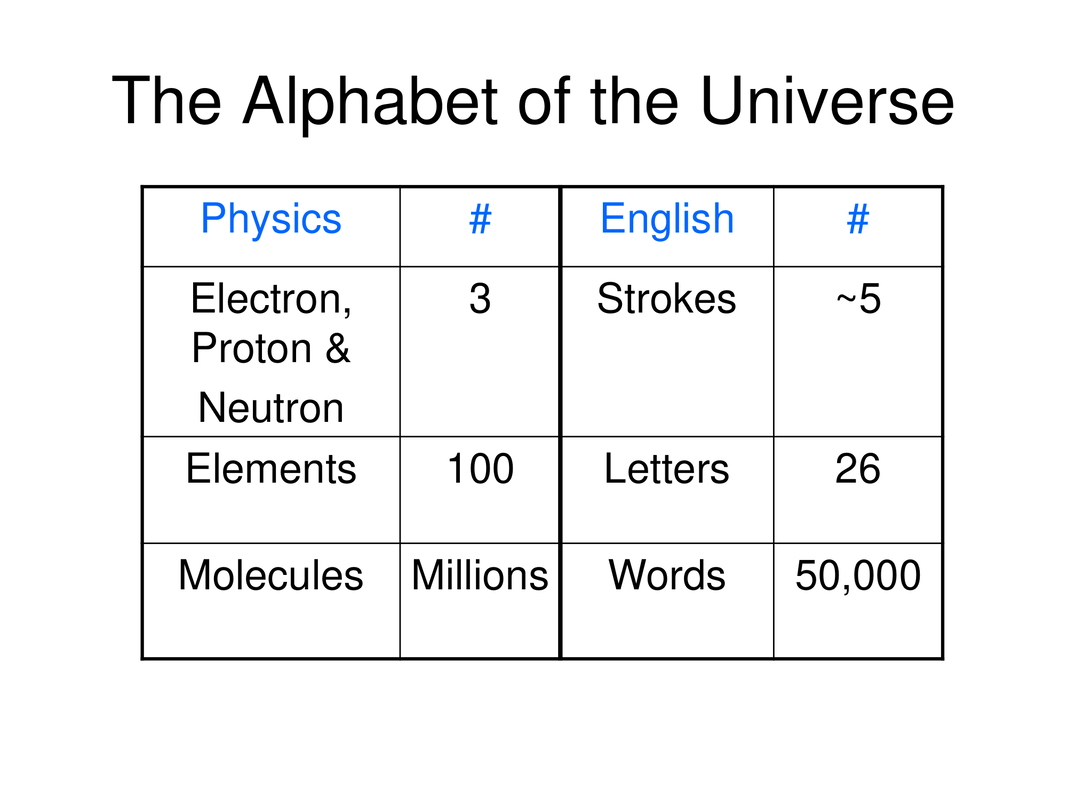 The Alphabet of the Universe
Physics # English #
Electron, 3 Strokes ~5
Proton &
Neutron
Elements 100 Letters 26
Molecules Millions Words 50,000